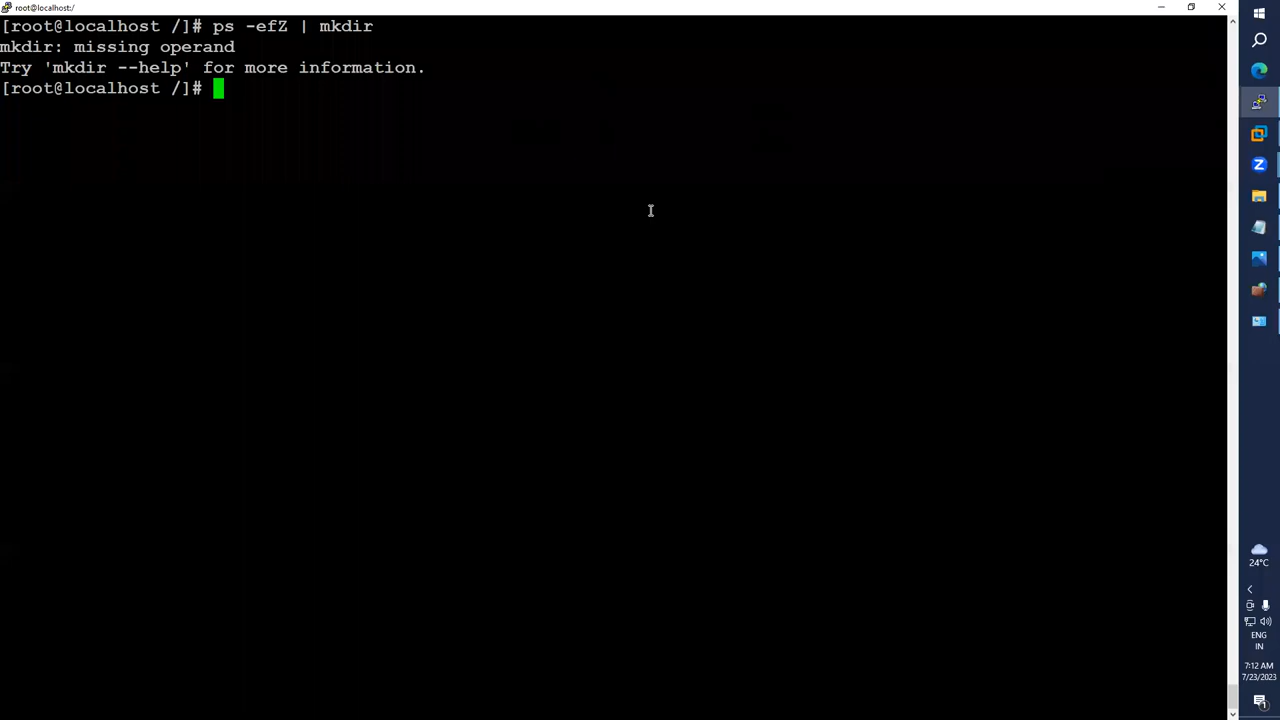 root@localhost:/
[root@localhost /]# ps -efZ | mkdir
mkdir: missing operand
Try 'mkdir --help' for more information.
[root@localhost /]#
24°C
ENG
IN
7:12 AM
7/23/2023
1